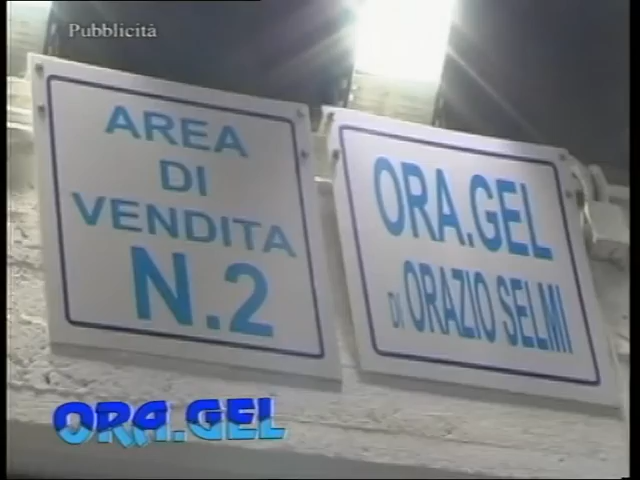 Pubblicità
AREA
DI
VENDITA
N.2
ORA.GEL
DI ORAZIO SELMI
ORA.GEL